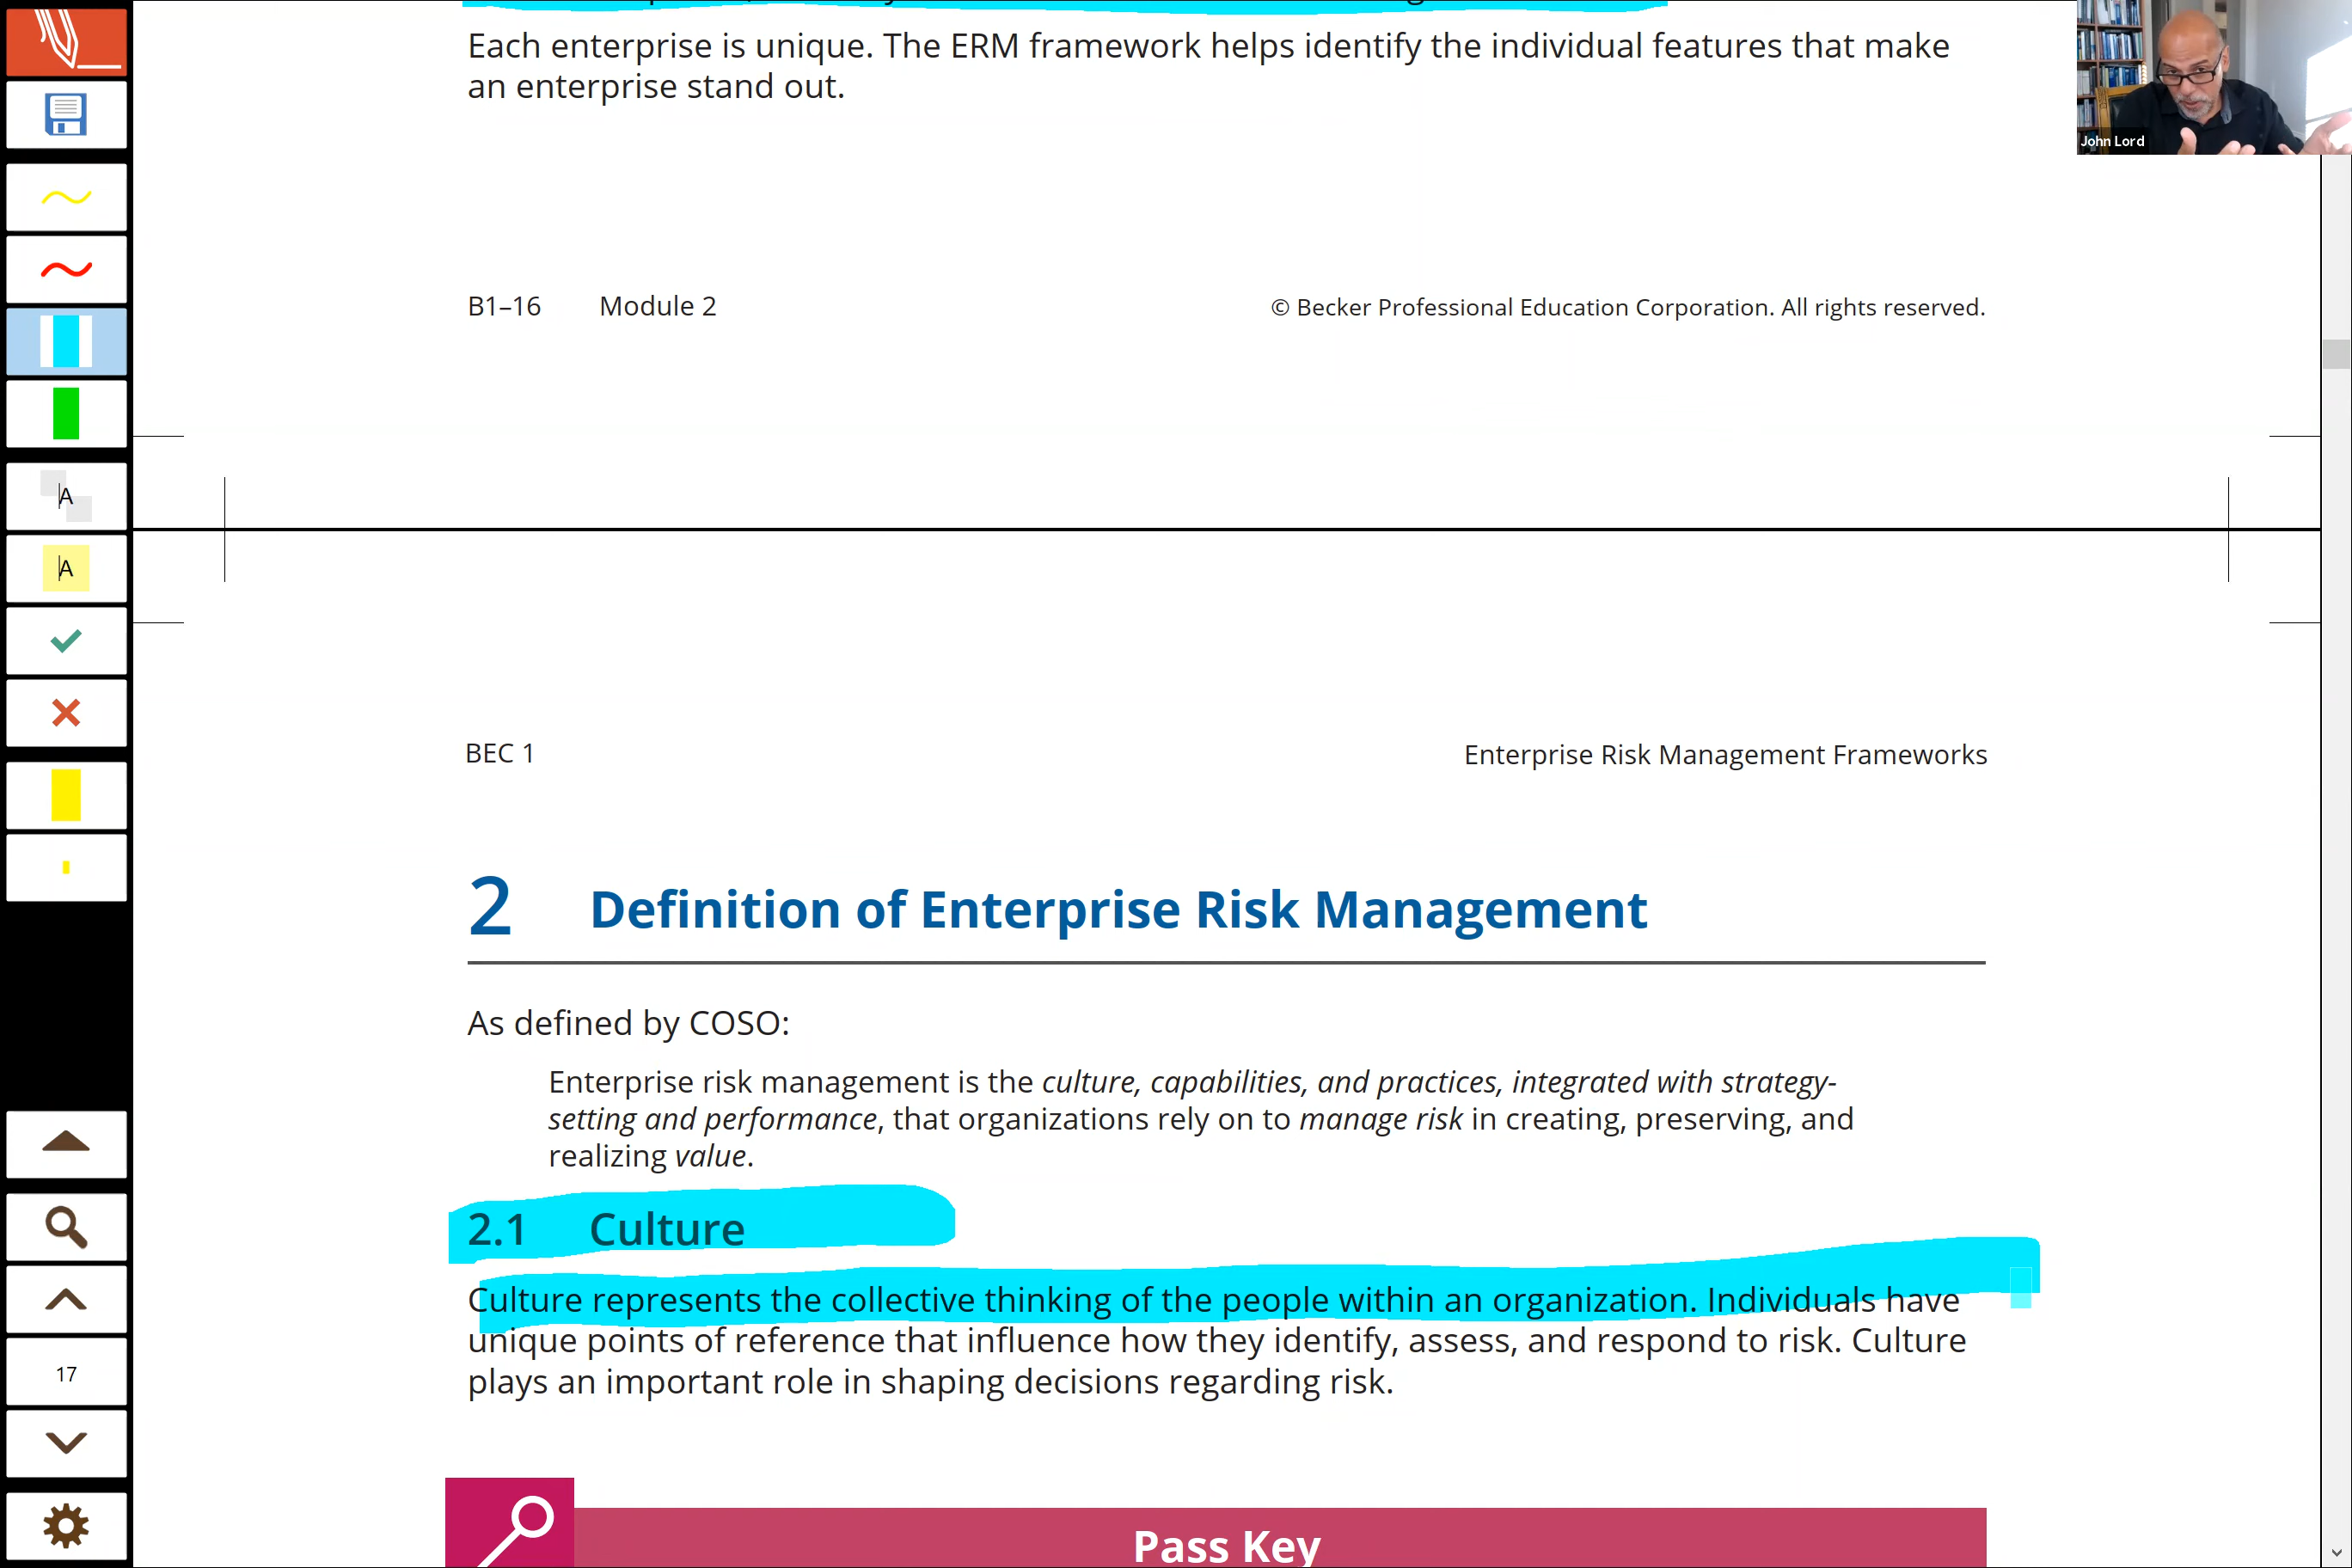 Each enterprise is unique. The ERM framework helps identify the individual features that make
an enterprise stand out.
John Lord
B1–16 Module 2 © Becker Professional Education Corporation. All rights reserved.
A
A
BEC 1 Enterprise Risk Management Frameworks
2 Definition of Enterprise Risk Management
As defined by COSO:
Enterprise risk management is the culture, capabilities, and practices, integrated with strategy-
setting and performance, that organizations rely on to manage risk in creating, preserving, and
realizing value.
2.1 Culture
Culture represents the collective thinking of the people within an organization. Individuals have
unique points of reference that influence how they identify, assess, and respond to risk. Culture
plays an important role in shaping decisions regarding risk.
17
Pass Key